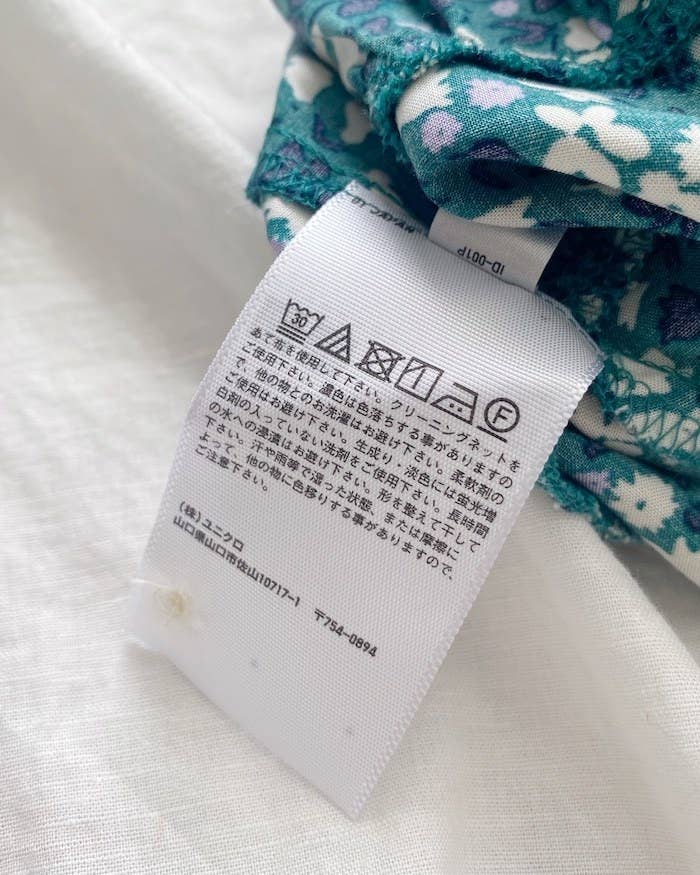 ID-001P
30
F
あて布を使用して下さい。クリーニングネットを
ご使用下さい。濃色は色落ちする事がありますの
で、他の物とのお洗濯はお避け下さい。柔軟剤の
ご使用はお避け下さい。生成り・淡色には蛍光増
白剤の入っていない洗剤をご使用下さい。長時間
の水への浸漬はお避け下さい。形を整えて干して
下さい。汗や雨等で湿った状態、または摩擦に
よって、他の物に色移りする事がありますので、
ご注意下さい。
(株)ユニクロ
山口県山口市佐山10717-1 〒754-0894